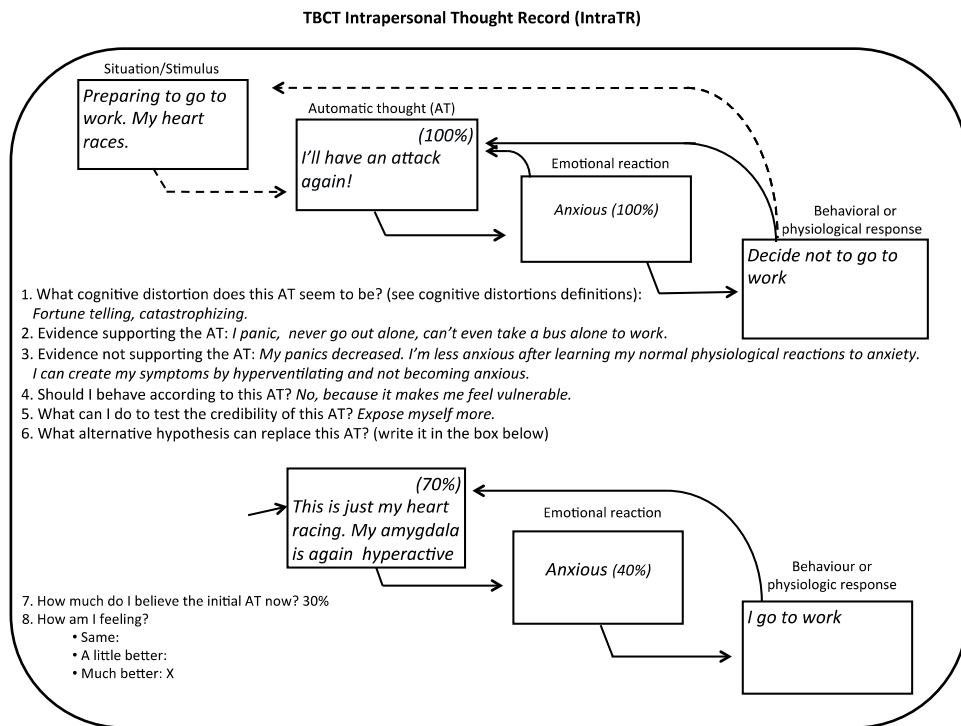 TBCT Intrapersonal Thought Record (IntraTR)
Situation/Stimulus
Preparing to go to
work. My heart
races.
Automatic thought (AT)
(100%)
I'll have an attack
again!
Emotional reaction
Anxious (100%)
Behavioral or
physiological response
Decide not to go to
work
1. What cognitive distortion does this AT seem to be? (see cognitive distortions definitions):
Fortune telling, catastrophizing.
2. Evidence supporting the AT: I panic, never go out alone, can't even take a bus alone to work.
3. Evidence not supporting the AT: My panics decreased. I'm less anxious after learning my normal physiological reactions to anxiety.
I can create my symptoms by hyperventilating and not becoming anxious.
4. Should I behave according to this AT? No, because it makes me feel vulnerable.
5. What can I do to test the credibility of this AT? Expose myself more.
6. What alternative hypothesis can replace this AT? (write it in the box below)
(70%)
This is just my heart
racing. My amygdala
is again hyperactive
Emotional reaction
Anxious (40%)
Behaviour or
physiologic response
I go to work
7. How much do I believe the initial AT now? 30%
8. How am I feeling?
• Same:
• A little better:
• Much better: X